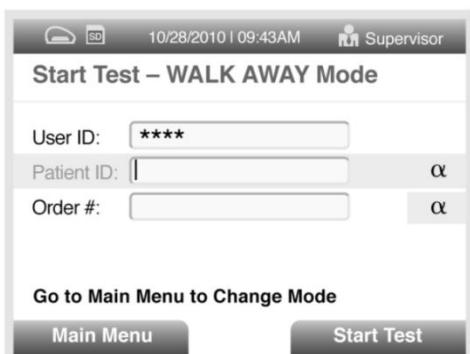 SD 10/28/2010 | 09:43AM Supervisor
Start Test – WALK AWAY Mode
User ID: ****
Patient ID: α
Order #: α
Go to Main Menu to Change Mode
Main Menu Start Test